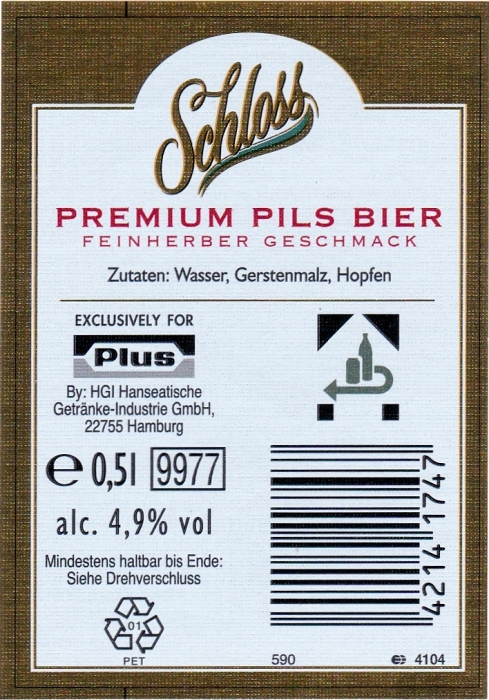 Schloss
PREMIUM PILS BIER
FEINHERBER GESCHMACK
Zutaten: Wasser, Gerstenmalz, Hopfen
EXCLUSIVELY FOR
Plus
By: HGI Hanseatische
Getränke-Industrie GmbH,
22755 Hamburg
℮ 0,5l 9977
alc. 4,9% vol
Mindestens haltbar bis Ende:
Siehe Drehverschluss
01
PET
4214 1747
590
4104